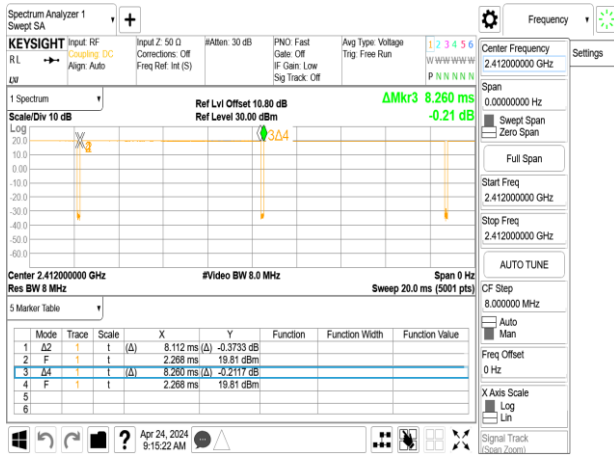 Spectrum Analyzer 1
Swept SA
Frequency
KEYSIGHT
Input: RF
Coupling: DC
Align: Auto
RL
Input Z: 50 Ω
Corrections: Off
Freq Ref: Int (S)
#Atten: 30 dB
PNO: Fast
Gate: Off
IF Gain: Low
Sig Track: Off
Avg Type: Voltage
Trig: Free Run
1 2 3 4 5 6
W W W W W W
P N N N N N
1 Spectrum
Scale/Div 10 dB
Ref Lvl Offset 10.80 dB
Ref Level 30.00 dBm
ΔMkr3 8.260 ms
-0.21 dB
Log
20.0
10.0
0.00
-10.0
-20.0
-30.0
-40.0
-50.0
-60.0
3Δ4
Center 2.412000000 GHz
Res BW 8 MHz
#Video BW 8.0 MHz
Span 0 Hz
Sweep 20.0 ms (5001 pts)
5 Marker Table
Mode Trace Scale X Y Function Function Width Function Value
1 Δ2 1 t (Δ) 8.112 ms (Δ) -0.3733 dB
2 F 1 t 2.268 ms 19.81 dBm
3 Δ4 1 t (Δ) 8.260 ms (Δ) -0.2117 dB
4 F 1 t 2.268 ms 19.81 dBm
5
6
Apr 24, 2024
9:15:22 AM
Center Frequency
2.412000000 GHz
Settings
Span
0.00000000 Hz
Swept Span
Zero Span
Full Span
Start Freq
2.412000000 GHz
Stop Freq
2.412000000 GHz
AUTO TUNE
CF Step
8.000000 MHz
Auto
Man
Freq Offset
0 Hz
X Axis Scale
Log
Lin
Signal Track
(Span Zoom)